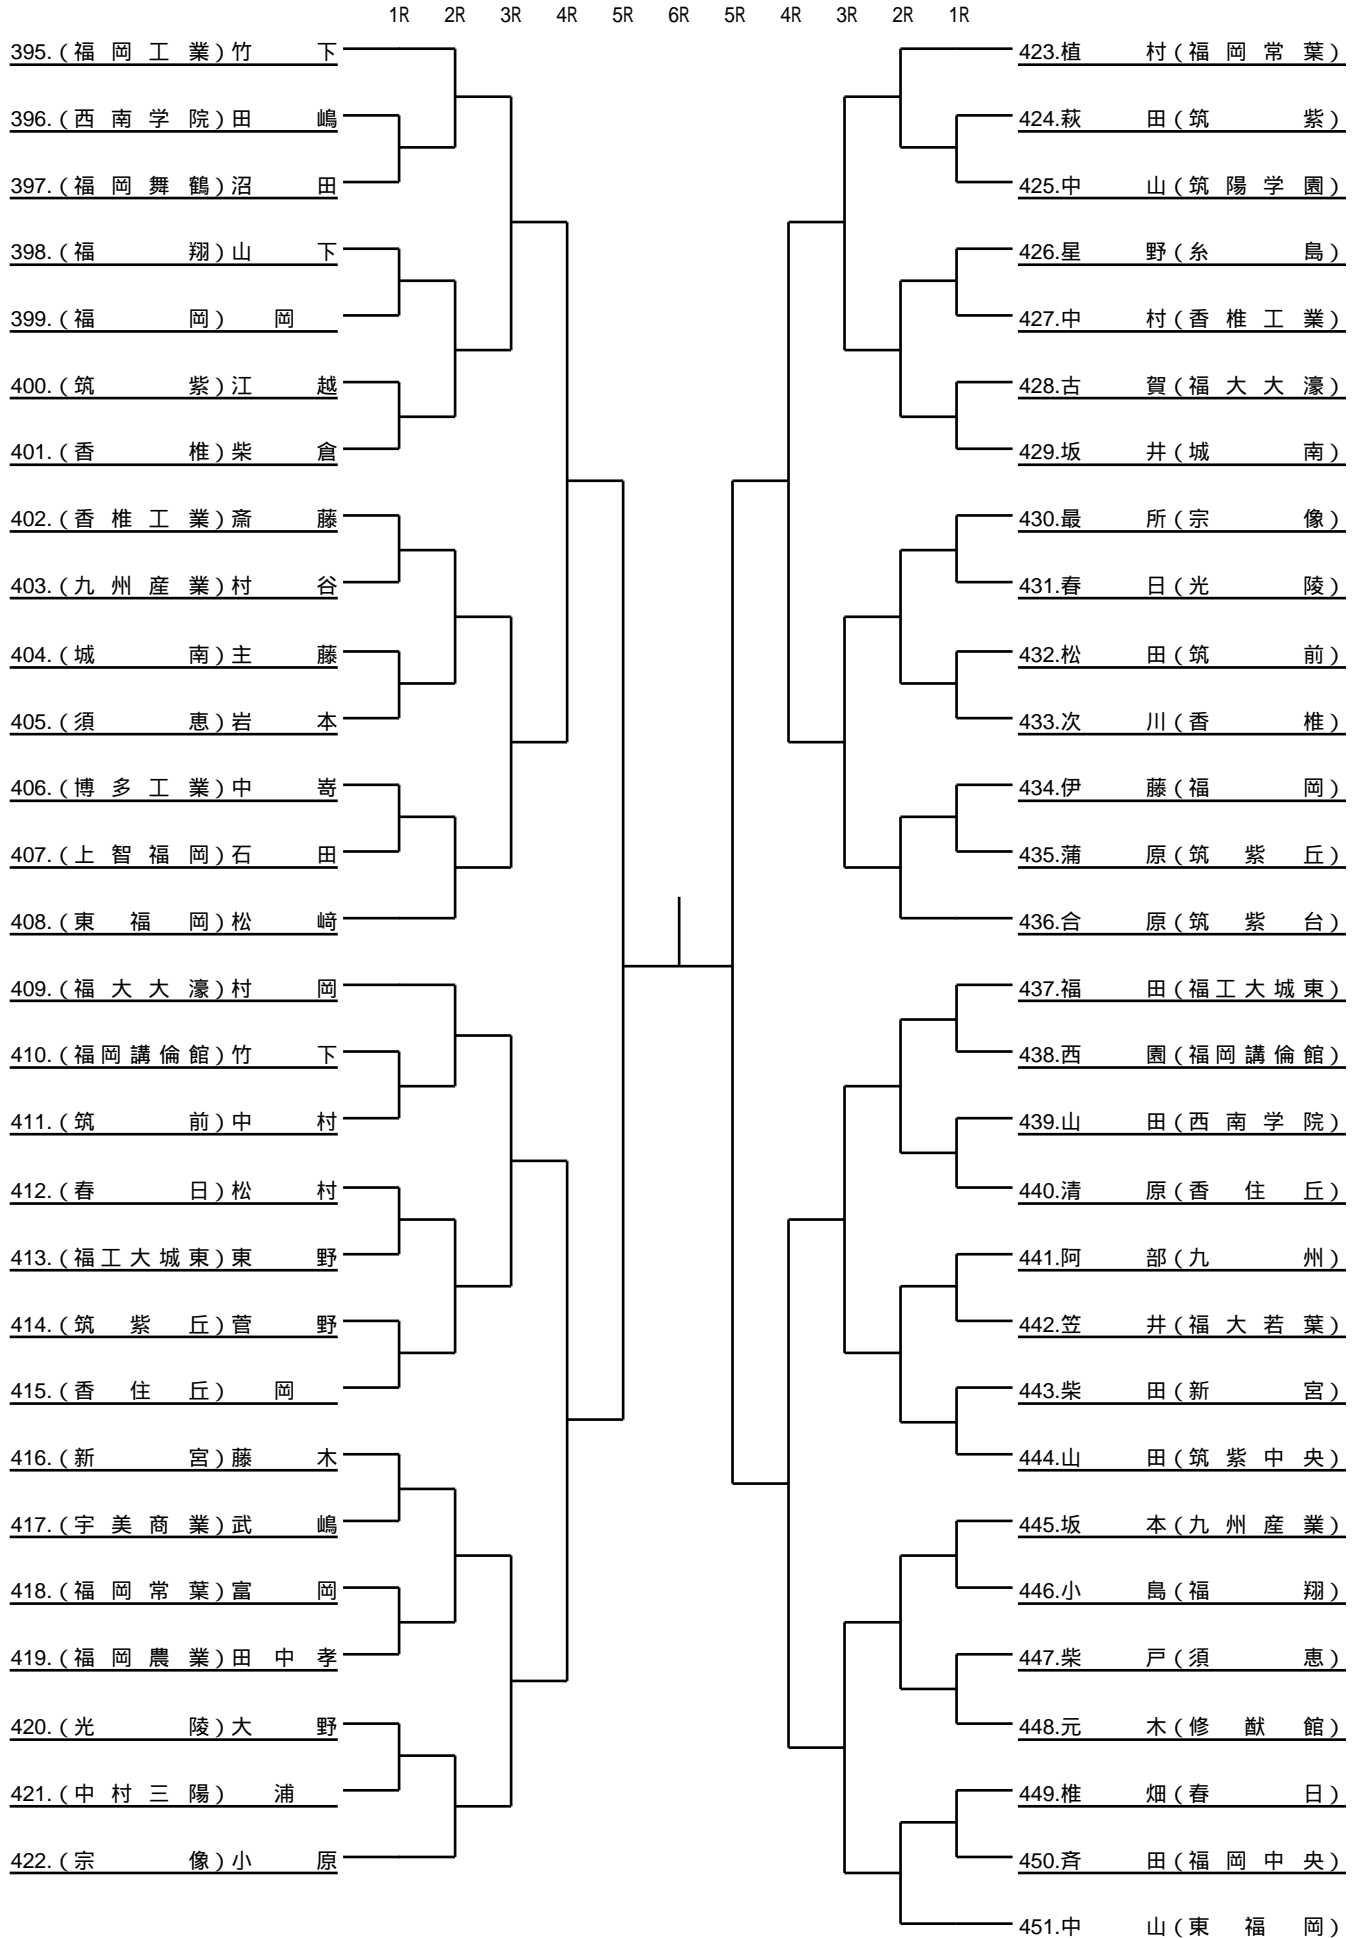 1R 2R 3R 4R 5R 6R 5R 4R 3R 2R 1R
395.(福岡工業)竹下
396.(西南学院)田嶋
397.(福岡舞鶴)沼田
398.(福翔)山下
399.(福岡)岡
400.(筑紫)江越
401.(香椎)柴倉
402.(香椎工業)斎藤
403.(九州産業)村谷
404.(城南)主藤
405.(須恵)岩本
406.(博多工業)中嵜
407.(上智福岡)石田
408.(東福岡)松﨑
409.(福大大濠)村岡
410.(福岡講倫館)竹下
411.(筑前)中村
412.(春日)松村
413.(福工大城東)東野
414.(筑紫丘)菅野
415.(香住丘)岡
416.(新宮)藤木
417.(宇美商業)武嶋
418.(福岡常葉)富岡
419.(福岡農業)田中孝
420.(光陵)大野
421.(中村三陽)浦
422.(宗像)小原
423.植村(福岡常葉)
424.萩田(筑紫)
425.中山(筑陽学園)
426.星野(糸島)
427.中村(香椎工業)
428.古賀(福大大濠)
429.坂井(城南)
430.最所(宗像)
431.春日(光陵)
432.松田(筑前)
433.次川(香椎)
434.伊藤(福岡)
435.蒲原(筑紫丘)
436.合原(筑紫台)
437.福田(福工大城東)
438.西園(福岡講倫館)
439.山田(西南学院)
440.清原(香住丘)
441.阿部(九州)
442.笠井(福大若葉)
443.柴田(新宮)
444.山田(筑紫中央)
445.坂本(九州産業)
446.小島(福翔)
447.柴戸(須恵)
448.元木(修猷館)
449.椎畑(春日)
450.斉田(福岡中央)
451.中山(東福岡)